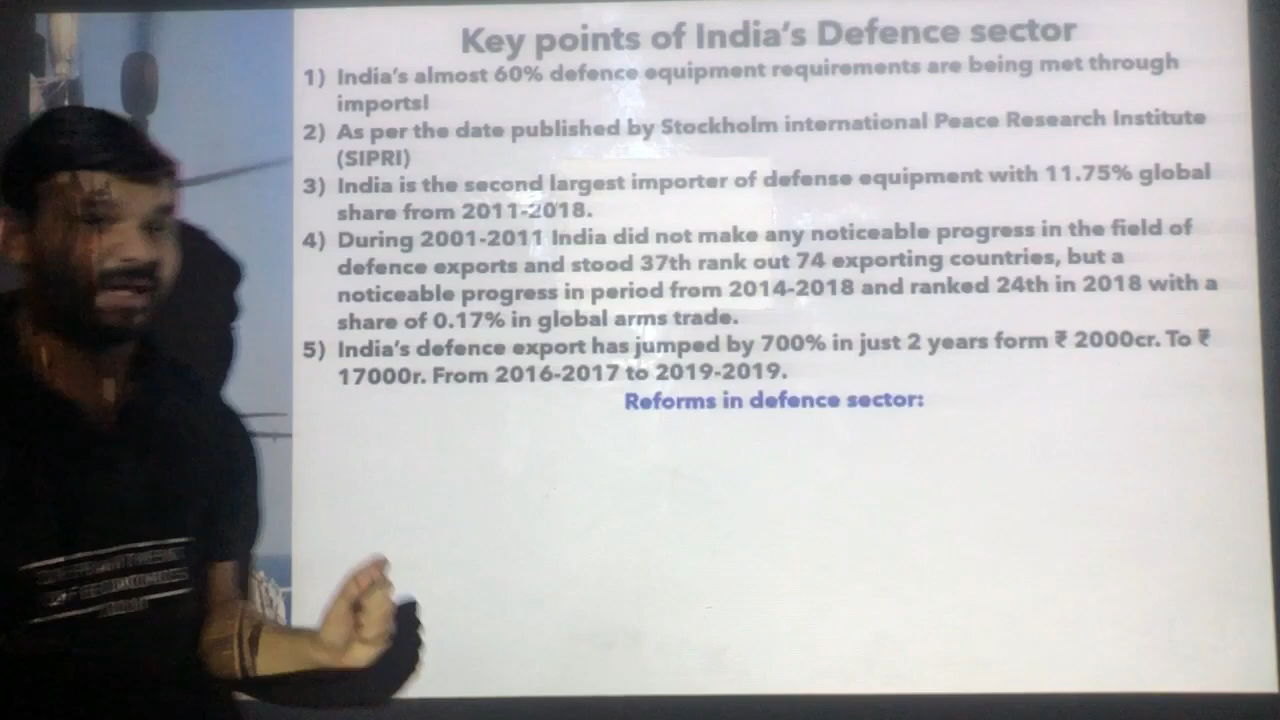 Key points of India's Defence sector
1) India's almost 60% defence equipment requirements are being met through
imports!
2) As per the date published by Stockholm international Peace Research Institute
(SIPRI)
3) India is the second largest importer of defense equipment with 11.75% global
share from 2011-2018.
4) During 2001-2011 India did not make any noticeable progress in the field of
defence exports and stood 37th rank out 74 exporting countries, but a
noticeable progress in period from 2014-2018 and ranked 24th in 2018 with a
share of 0.17% in global arms trade.
5) India's defence export has jumped by 700% in just 2 years form ₹ 2000cr. To ₹
17000r. From 2016-2017 to 2019-2019.
Reforms in defence sector:
OF ECONOMICS